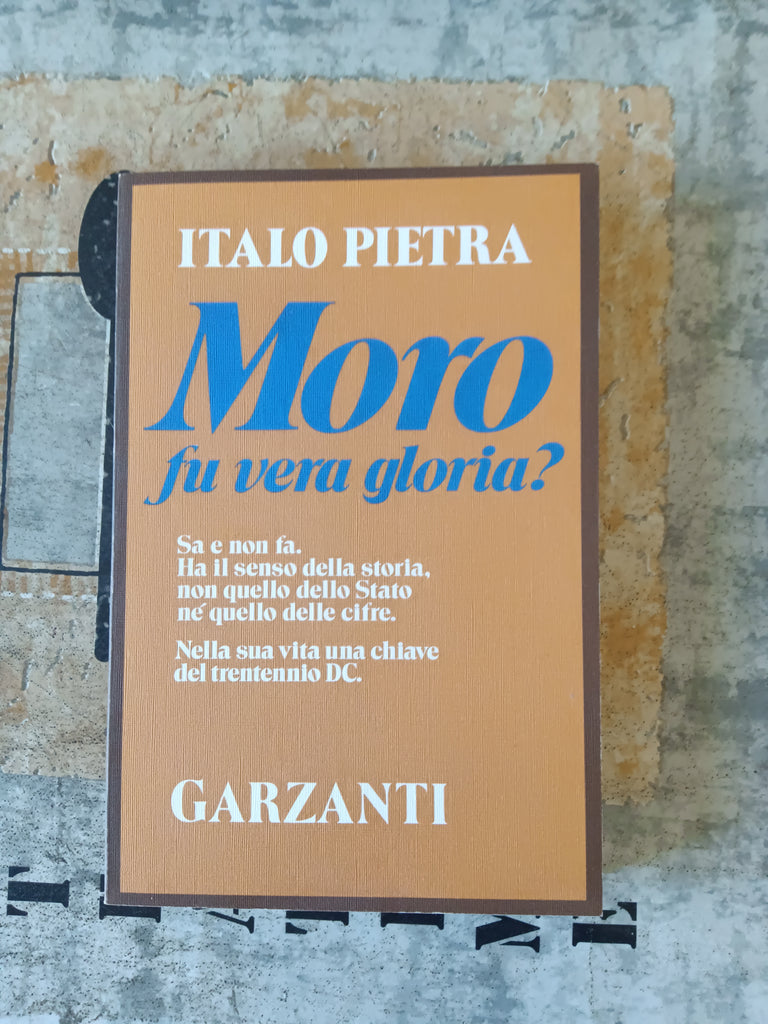 ITALO PIETRA
Moro
fu vera gloria?
Sa e non fa.
Ha il senso della storia,
non quello dello Stato
né quello delle cifre.
Nella sua vita una chiave
del trentennio DC.
GARZANTI